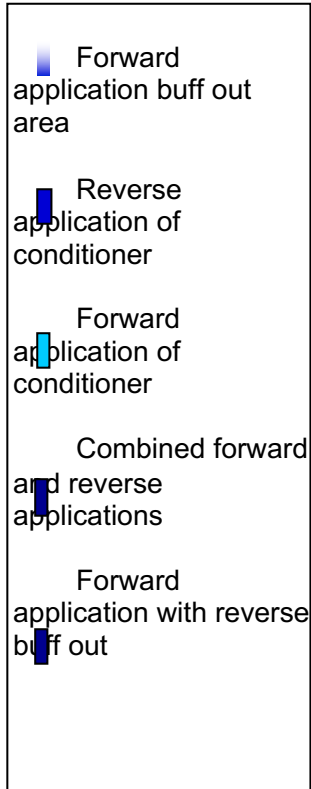 Forward
application buff out
area
Reverse
application of
conditioner
Forward
application of
conditioner
Combined forward
and reverse
applications
Forward
application with reverse
buff out